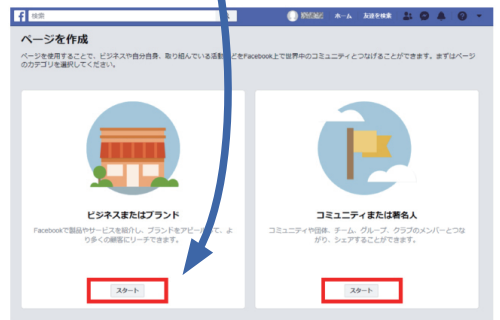 f 検索
ホーム 友達を検索
ページを作成
ページを使用することで、ビジネスや自分自身、取り組んでいる活動などをFacebook上で世界中のコミュニティとつなげることができます。まずはページ
のカテゴリを選択してください。
ビジネスまたはブランド
Facebookで製品やサービスを紹介し、ブランドをアピールして、よ
り多くの顧客にリーチできます。
スタート
コミュニティまたは著名人
コミュニティや団体、チーム、グループ、クラブのメンバーとつな
がり、シェアすることができます。
スタート